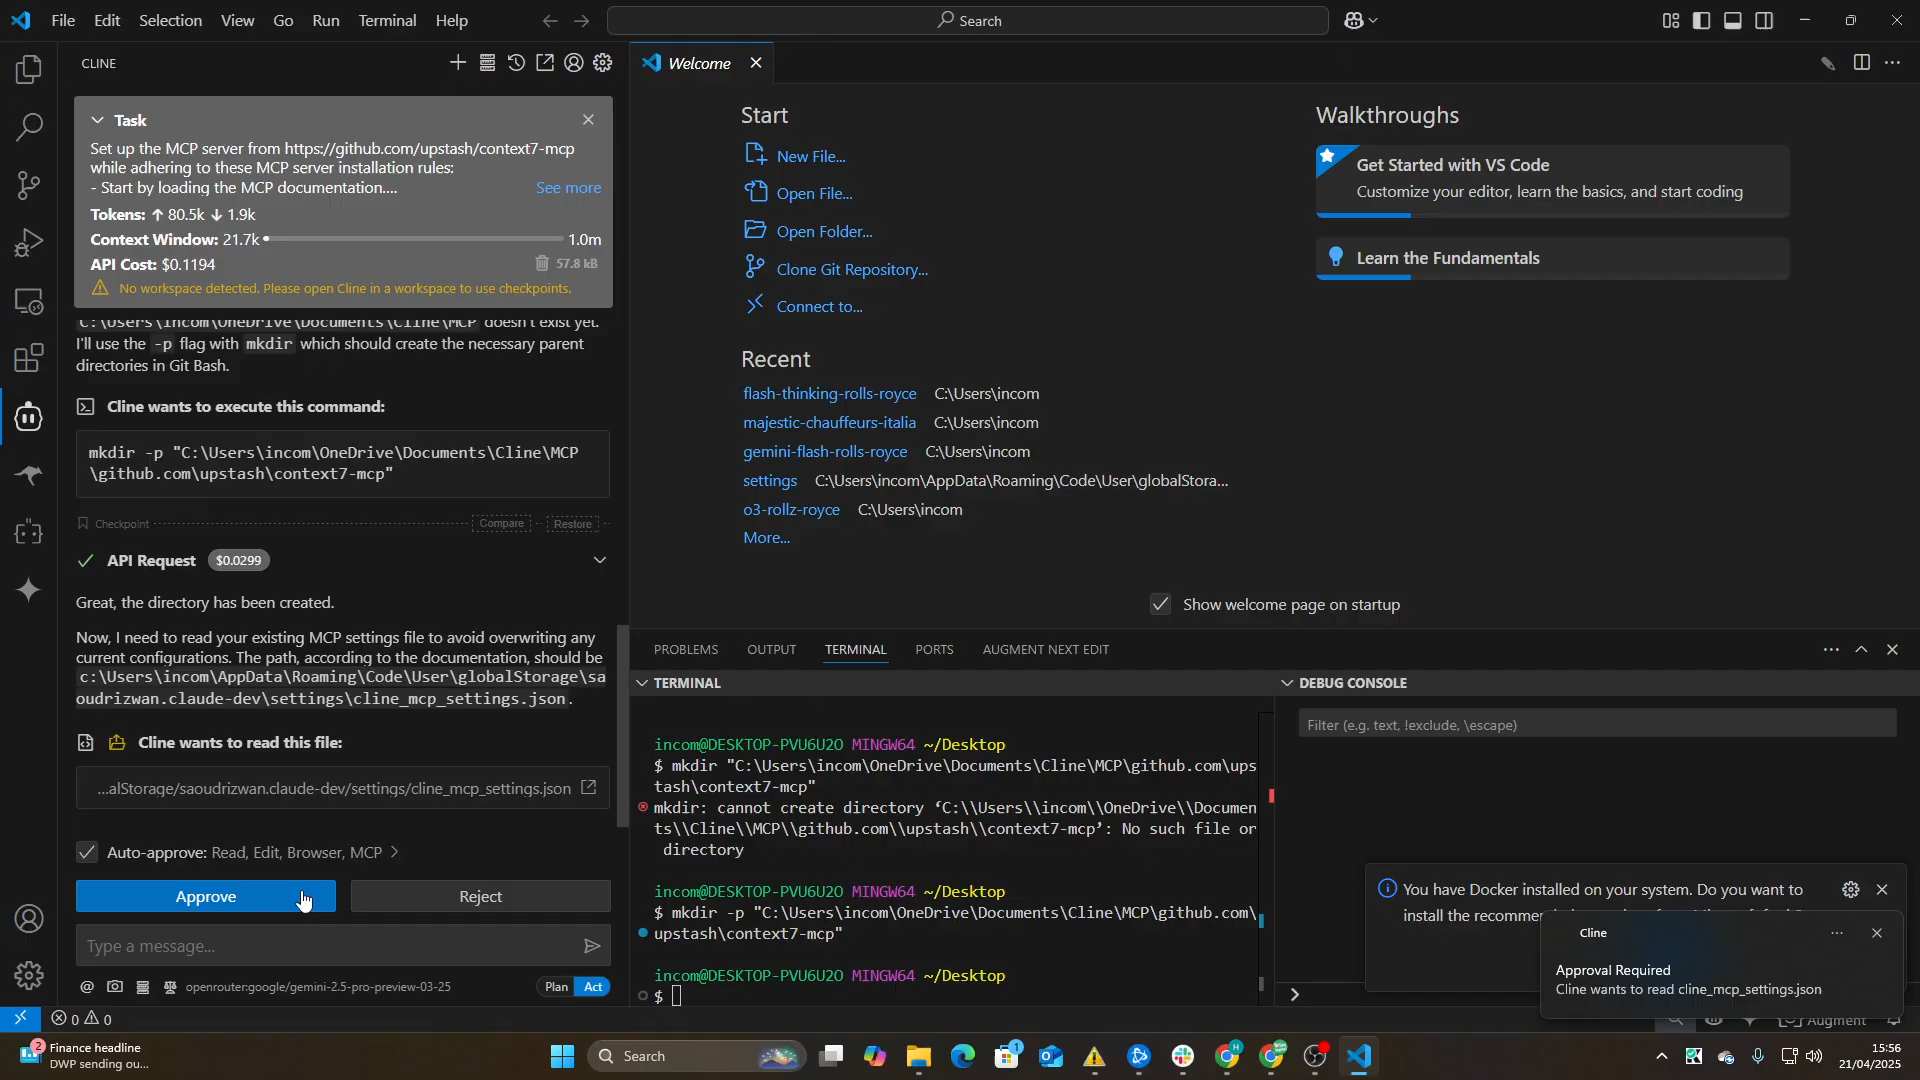 File Edit Selection View Go Run Terminal Help
Search
CLINE
Welcome
Task
Set up the MCP server from https://github.com/upstash/context7-mcp
while adhering to these MCP server installation rules:
- Start by loading the MCP documentation....
See more
Tokens: ↑ 80.5k ↓ 1.9k
Context Window: 21.7k 1.0m
API Cost: $0.1194 57.8 kB
No workspace detected. Please open Cline in a workspace to use checkpoints.
C:\Users\incom\OneDrive\Documents\Cline\MCP doesn't exist yet.
I'll use the -p flag with mkdir which should create the necessary parent
directories in Git Bash.
Cline wants to execute this command:
mkdir -p "C:\Users\incom\OneDrive\Documents\Cline\MCP
\github.com\upstash\context7-mcp"
Checkpoint Compare Restore
API Request $0.0299
Great, the directory has been created.
Now, I need to read your existing MCP settings file to avoid overwriting any
current configurations. The path, according to the documentation, should be
c:\Users\incom\AppData\Roaming\Code\User\globalStorage\sa
oudrizwan.claude-dev\settings\cline_mcp_settings.json.
Cline wants to read this file:
...alStorage/saoudrizwan.claude-dev/settings/cline_mcp_settings.json
Auto-approve: Read, Edit, Browser, MCP >
Approve
Reject
Type a message...
@ openrouter:google/gemini-2.5-pro-preview-03-25
Plan Act
Start
New File...
Open File...
Open Folder...
Clone Git Repository...
Connect to...
Recent
flash-thinking-rolls-royce C:\Users\incom
majestic-chauffeurs-italia C:\Users\incom
gemini-flash-rolls-royce C:\Users\incom
settings C:\Users\incom\AppData\Roaming\Code\User\globalStora...
o3-rollz-royce C:\Users\incom
More...
Walkthroughs
Get Started with VS Code
Customize your editor, learn the basics, and start coding
Learn the Fundamentals
Show welcome page on startup
PROBLEMS OUTPUT TERMINAL PORTS AUGMENT NEXT EDIT
TERMINAL
incom@DESKTOP-PVU6U2O MINGW64 ~/Desktop
$ mkdir "C:\Users\incom\OneDrive\Documents\Cline\MCP\github.com\ups
tash\context7-mcp"
mkdir: cannot create directory ‘C:\\Users\\incom\\OneDrive\\Documen
ts\\Cline\\MCP\\github.com\\upstash\\context7-mcp’: No such file or
directory
incom@DESKTOP-PVU6U2O MINGW64 ~/Desktop
$ mkdir -p "C:\Users\incom\OneDrive\Documents\Cline\MCP\github.com\
upstash\context7-mcp"
incom@DESKTOP-PVU6U2O MINGW64 ~/Desktop
$
DEBUG CONSOLE
Filter (e.g. text, !exclude, \escape)
You have Docker installed on your system. Do you want to
install the
Cline
Approval Required
Cline wants to read cline_mcp_settings.json
0 0
Augment
2
Finance headline
DWP sending ou...
Search
1
15:56
21/04/2025